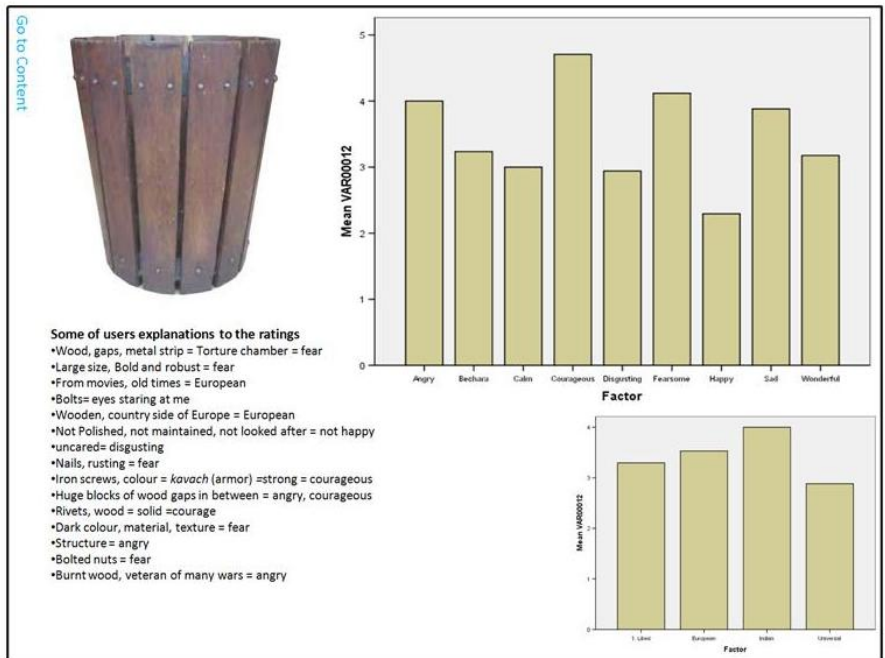 Go to Content
Mean VAR00012
5
4
3
2
1
0
Angry
Bechara
Calm
Courageous
Disgusting
Fearsome
Happy
Sad
Wonderful
Factor
Some of users explanations to the ratings
•Wood, gaps, metal strip = Torture chamber = fear
•Large size, Bold and robust = fear
•From movies, old times = European
•Bolts= eyes staring at me
•Wooden, country side of Europe = European
•Not Polished, not maintained, not looked after = not happy
•uncared= disgusting
•Nails, rusting = fear
•Iron screws, colour = kavach (armor) =strong = courageous
•Huge blocks of wood gaps in between = angry, courageous
•Rivets, wood = solid =courage
•Dark colour, material, texture = fear
•Structure = angry
•Bolted nuts = fear
•Burnt wood, veteran of many wars = angry
Mean VAR00012
4
3
2
1
0
European
Indian
Universal
Factor